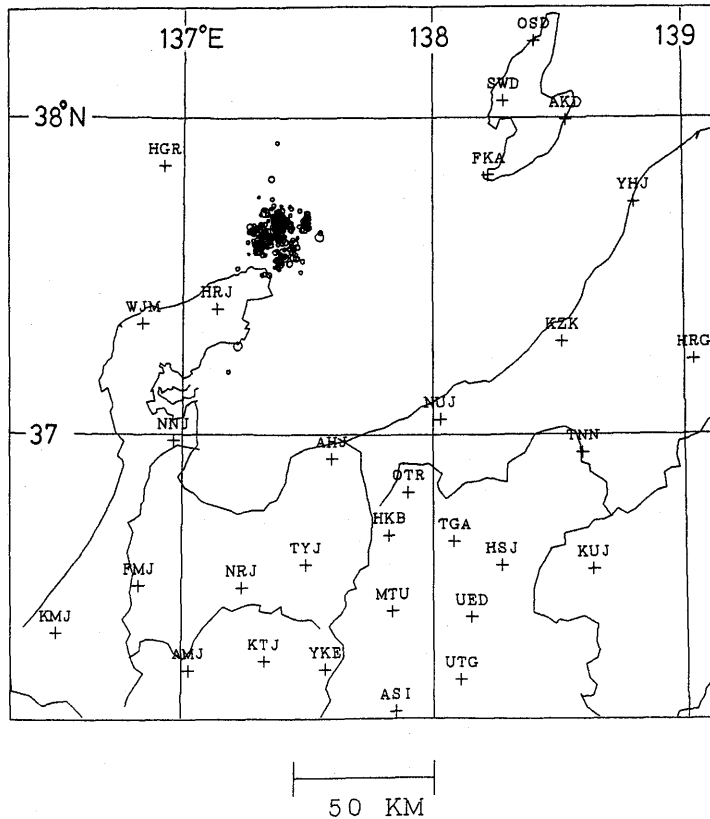 OSD
137°E 138 139
SWD
AKD
38°N
HGR
FKA
YHJ
HRJ
WJM
KZK
HRG
NUJ
NNJ
37
AHJ
TNN
OTR
HKB
TGA
TYJ
HSJ
KUJ
FMJ
NRJ
MTU
UED
KMJ
AMJ
KTJ
YKE
UTG
ASI
50 KM